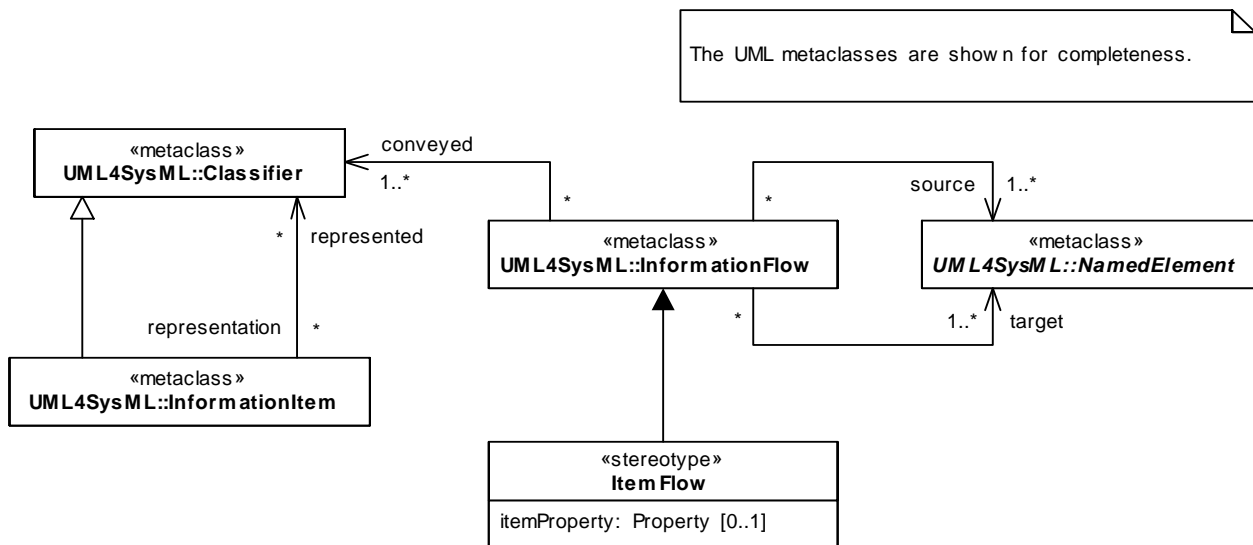 The UML metaclasses are shown for completeness.
«metaclass»
UML4SysML::Classifier
conveyed
1..*
*
*
source
1..*
* represented
«metaclass»
UML4SysML::InformationFlow
«metaclass»
UML4SysML::NamedElement
representation
*
*
1..*
target
«metaclass»
UML4SysML::InformationItem
«stereotype»
ItemFlow
itemProperty: Property [0..1]